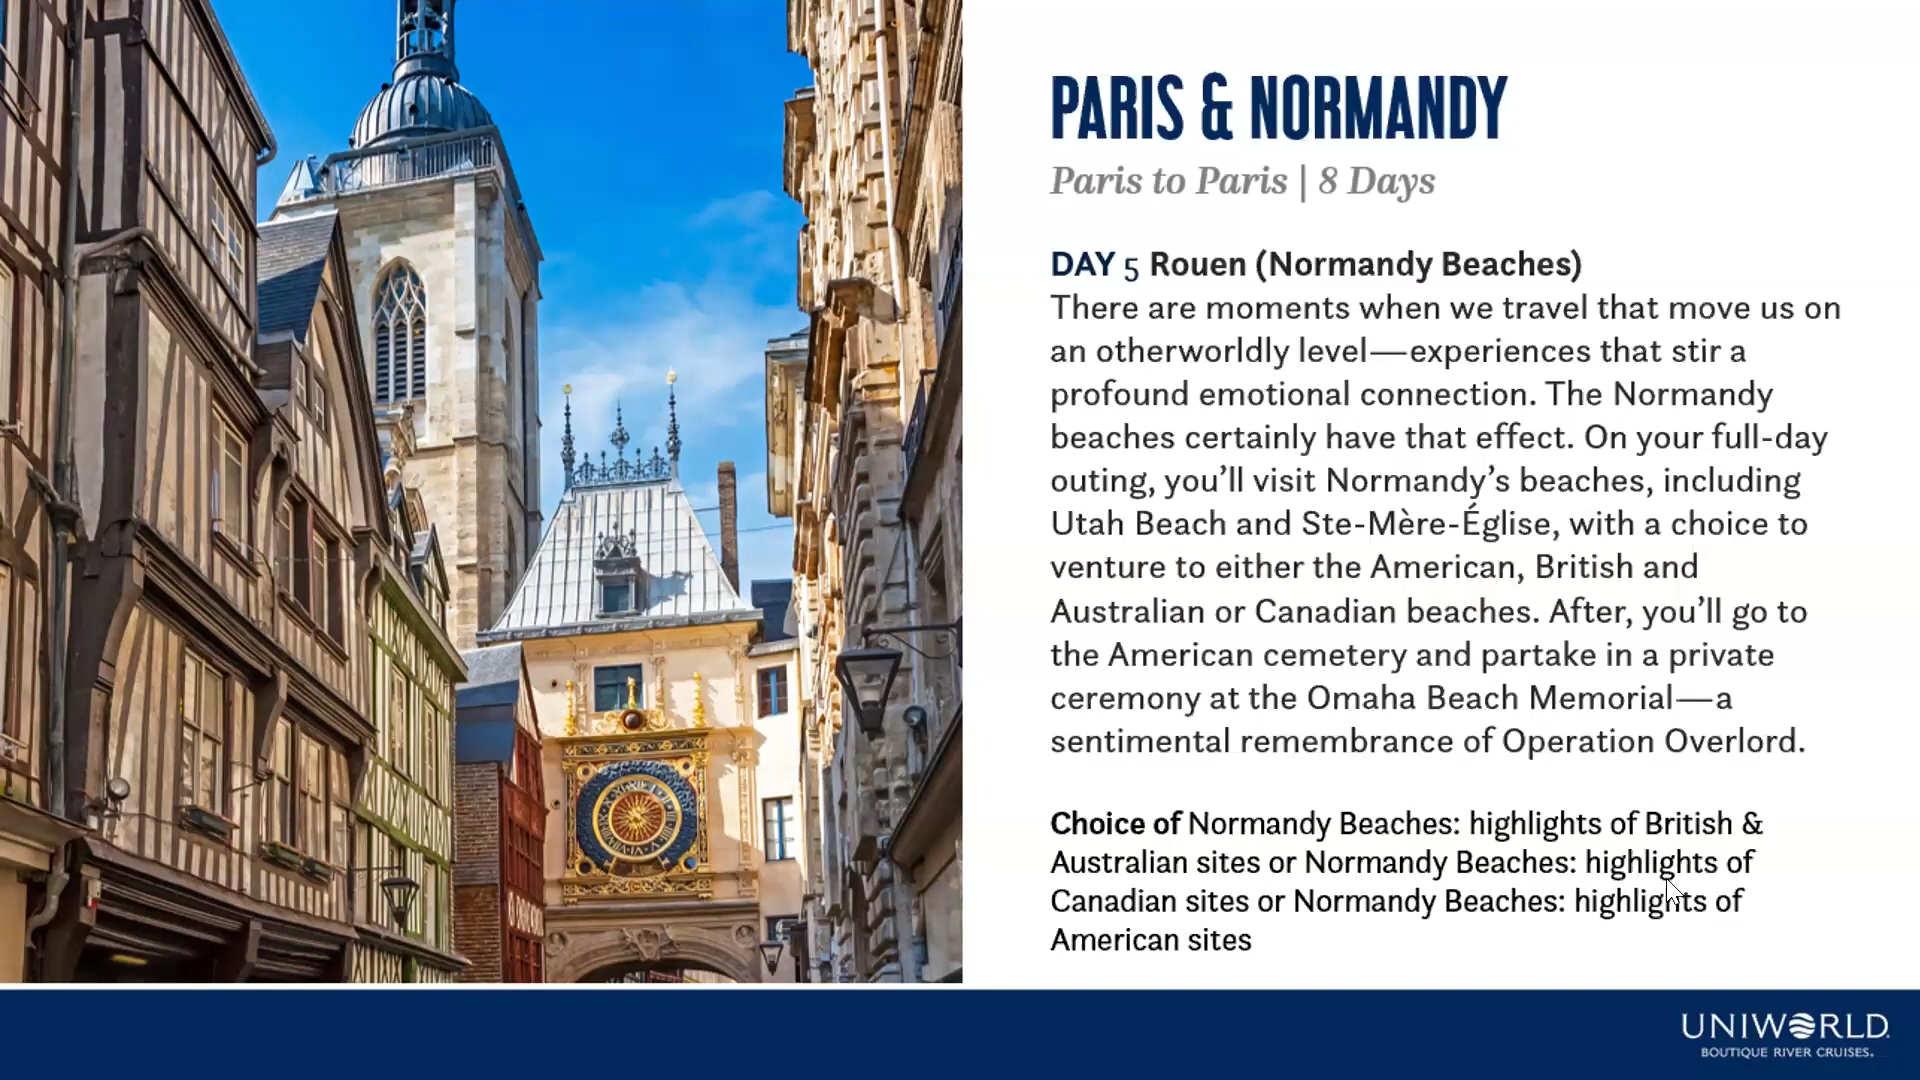 PARIS & NORMANDY
Paris to Paris | 8 Days
DAY 5 Rouen (Normandy Beaches)
There are moments when we travel that move us on
an otherworldly level—experiences that stir a
profound emotional connection. The Normandy
beaches certainly have that effect. On your full-day
outing, you’ll visit Normandy’s beaches, including
Utah Beach and Ste-Mère-Église, with a choice to
venture to either the American, British and
Australian or Canadian beaches. After, you’ll go to
the American cemetery and partake in a private
ceremony at the Omaha Beach Memorial—a
sentimental remembrance of Operation Overlord.
Choice of Normandy Beaches: highlights of British &
Australian sites or Normandy Beaches: highlights of
Canadian sites or Normandy Beaches: highlights of
American sites
UNIWORLD
BOUTIQUE RIVER CRUISES.